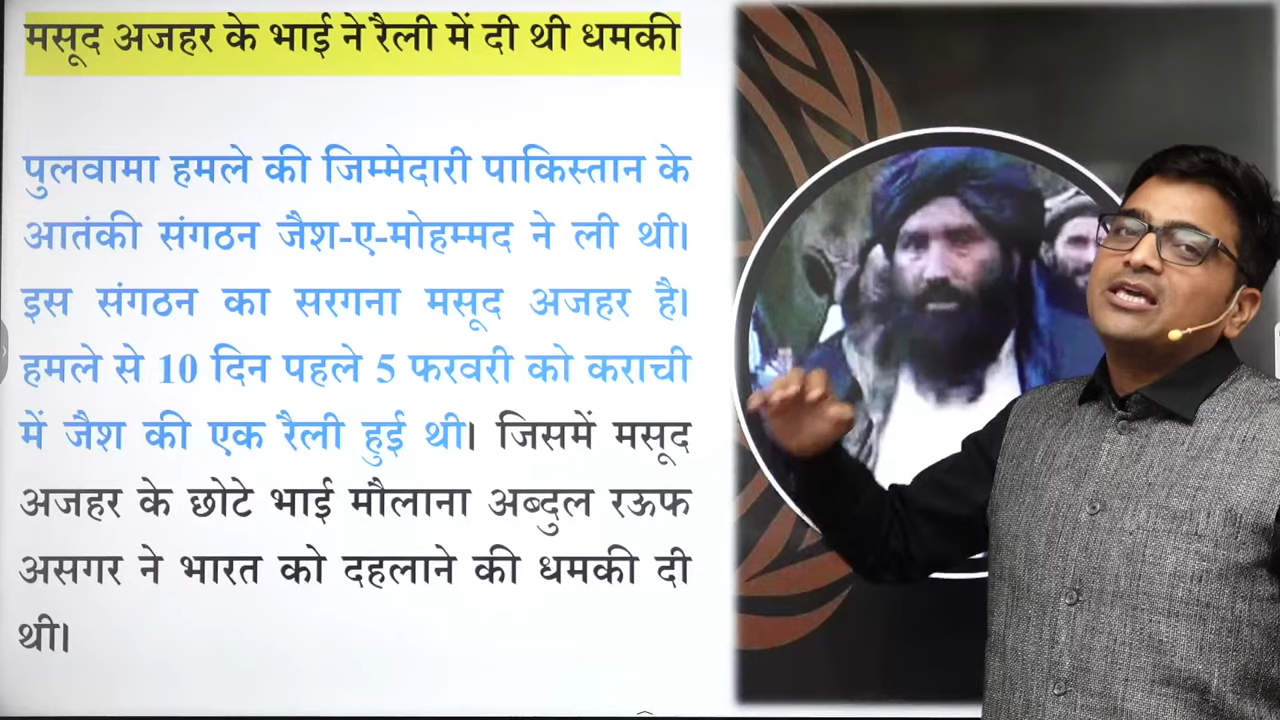 मसूद अजहर के भाई ने रैली में दी थी धमकी
पुलवामा हमले की जिम्मेदारी पाकिस्तान के
आतंकी संगठन जैश-ए-मोहम्मद ने ली थी।
इस संगठन का सरगना मसूद अजहर है।
हमले से 10 दिन पहले 5 फरवरी को कराची
में जैश की एक रैली हुई थी। जिसमें मसूद
अजहर के छोटे भाई मौलाना अब्दुल रऊफ
असगर ने भारत को दहलाने की धमकी दी
थी।